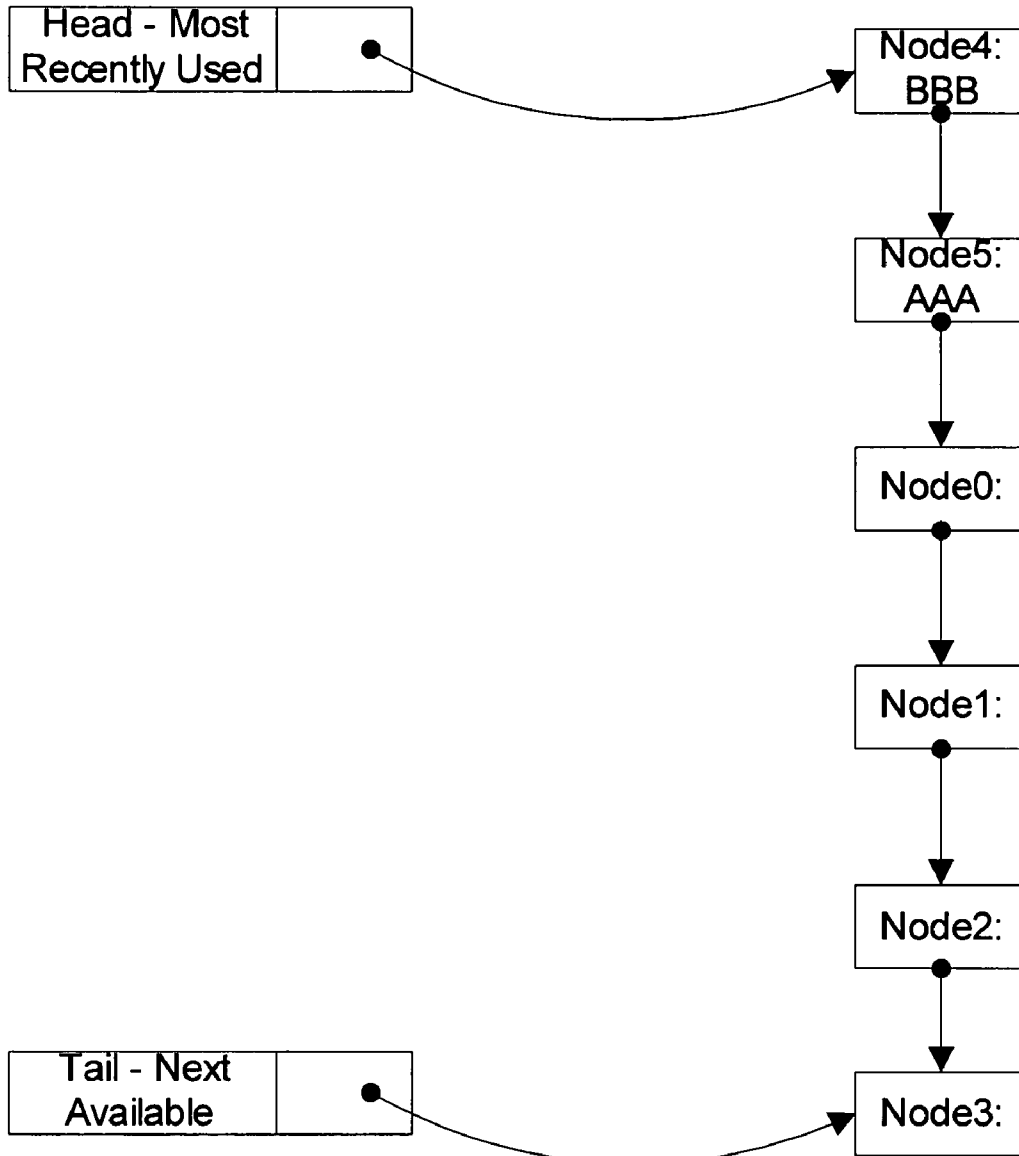 Head - Most
Recently Used
Node4:
BBB
Node5:
AAA
Node0:
Node1:
Node2:
Tail - Next
Available
Node3: